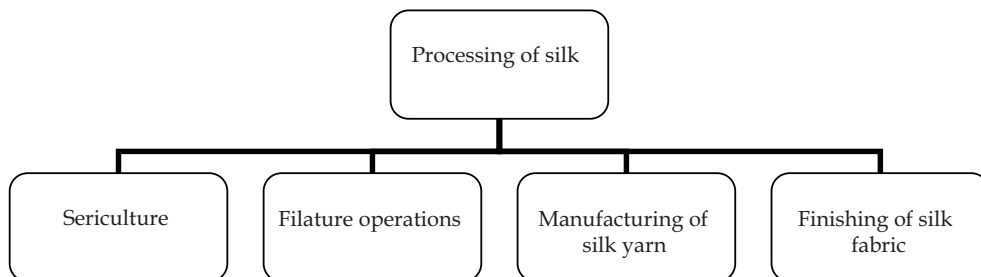 Processing of silk
Sericulture
Filature operations
Manufacturing of
silk yarn
Finishing of silk
fabric